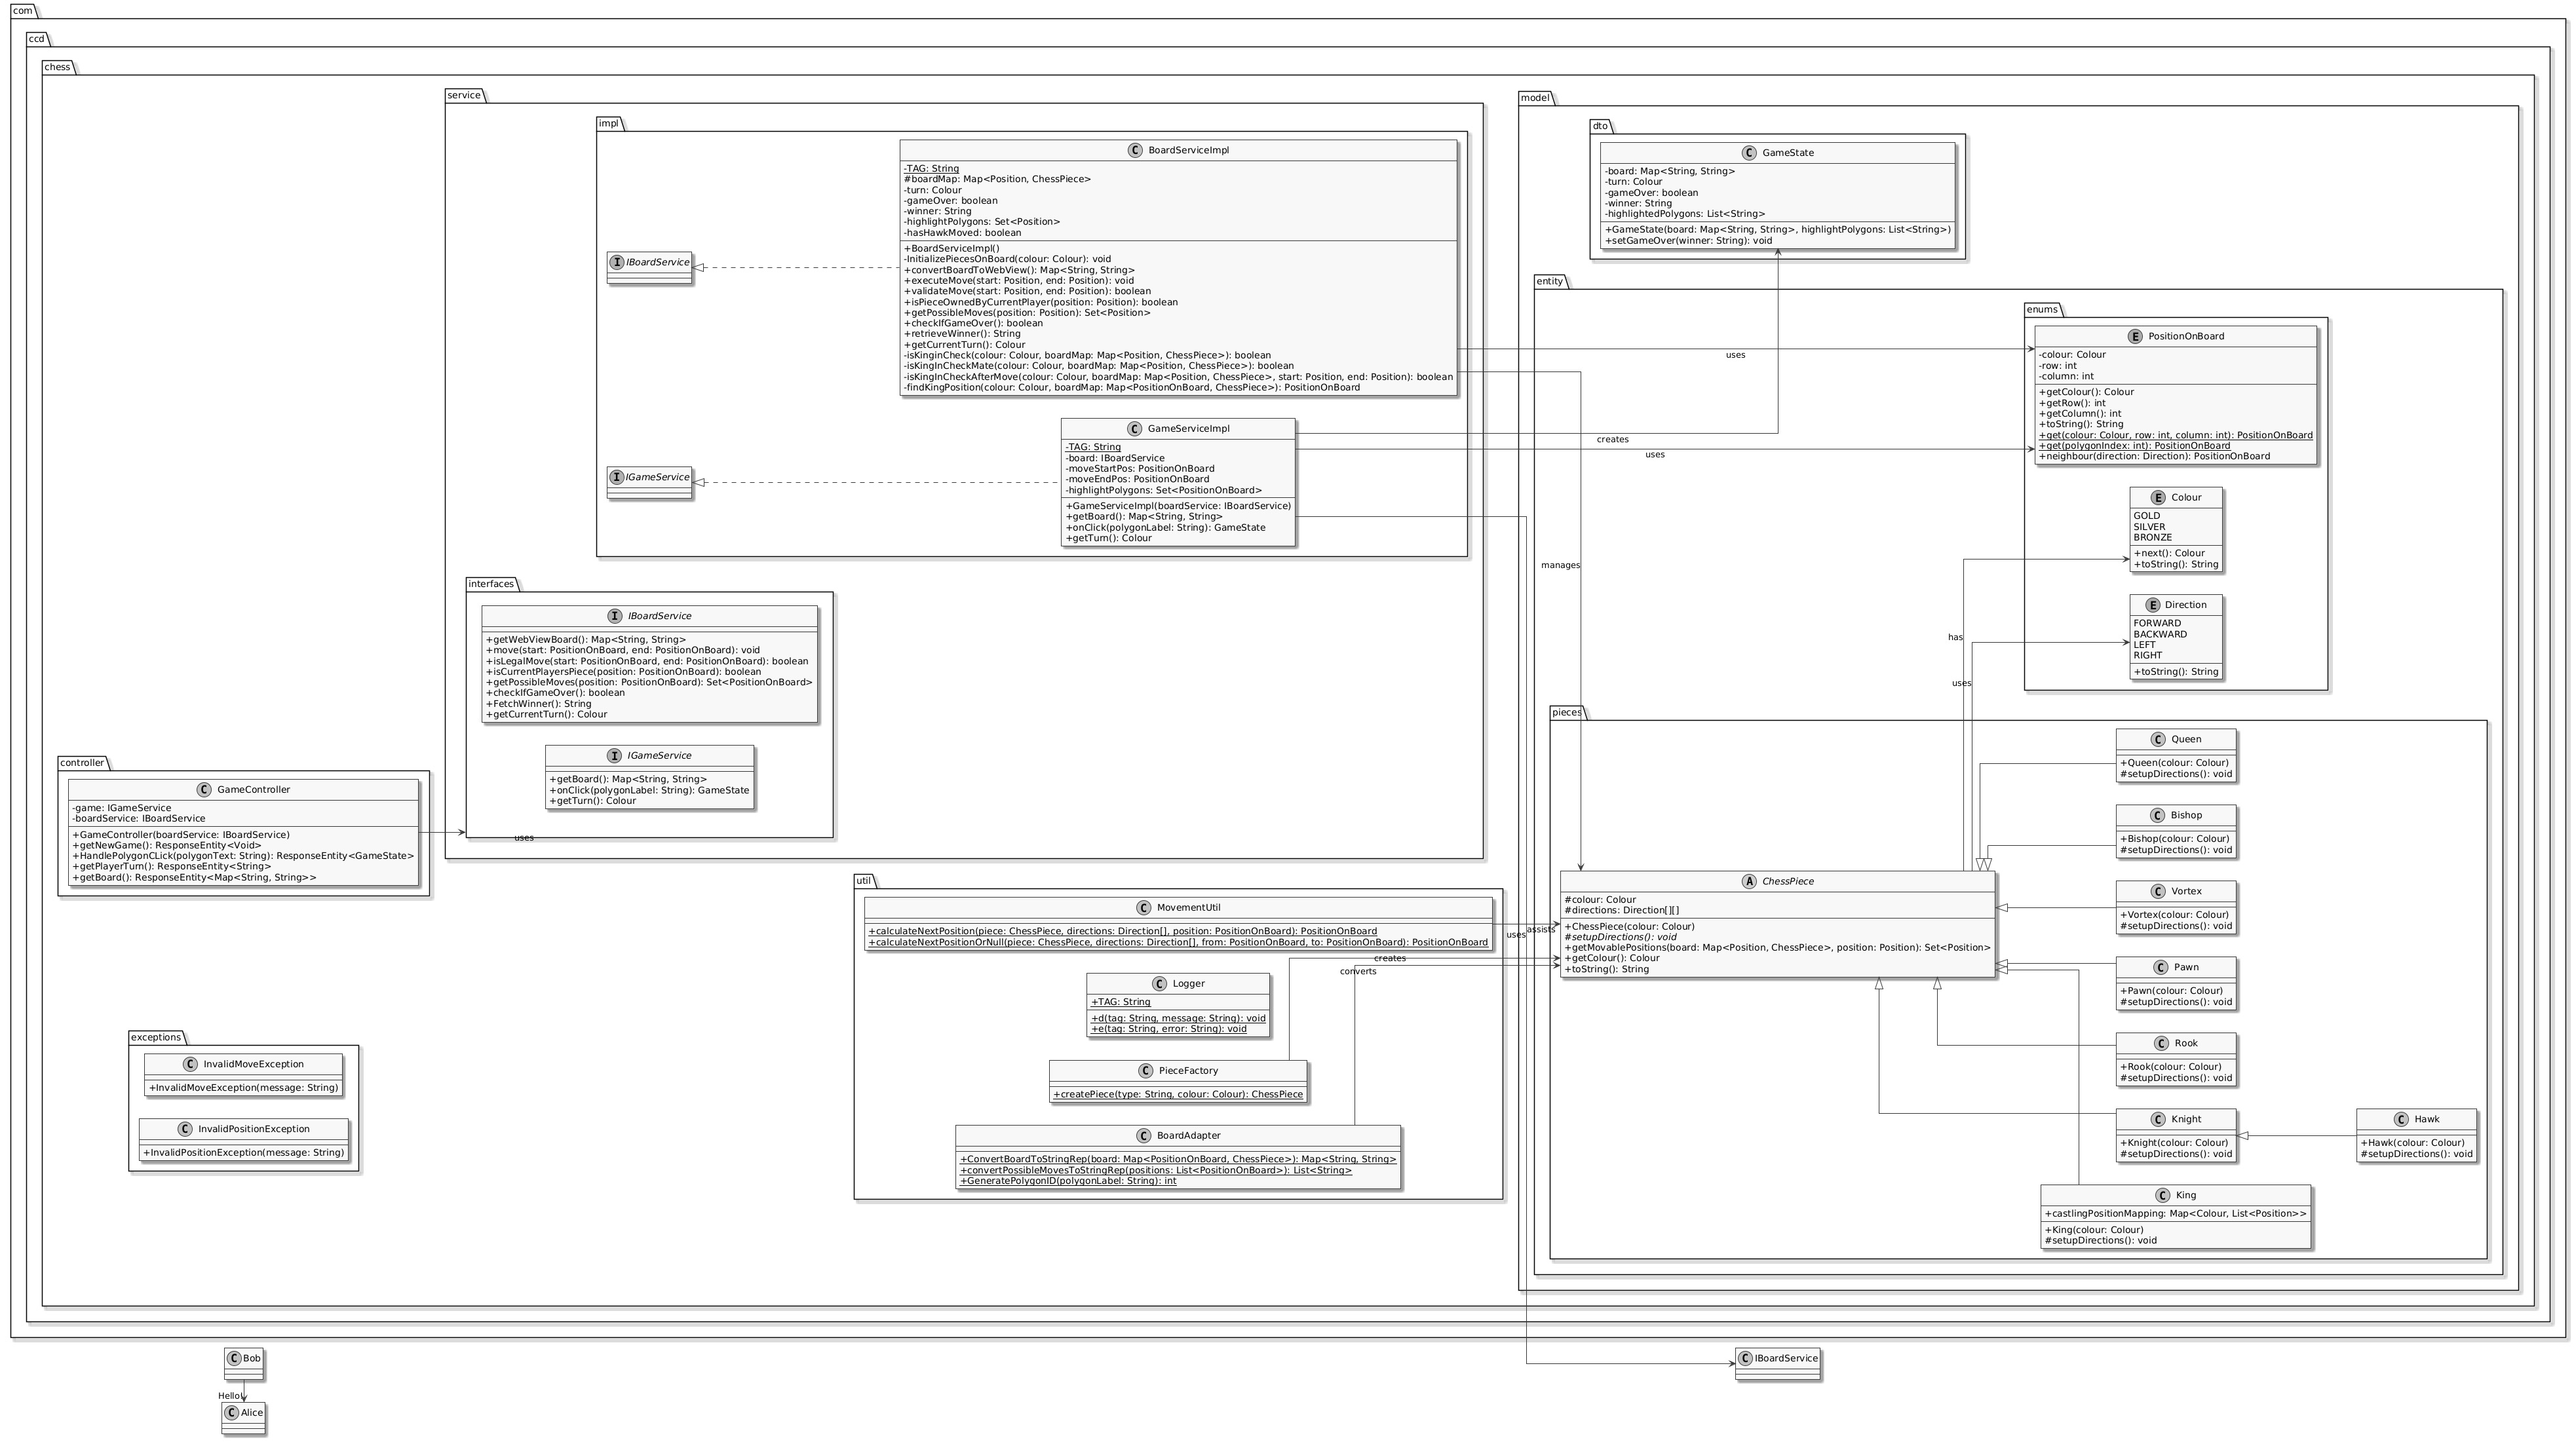 com
ccd
chess
service
impl
C BoardServiceImpl
-TAG: String
#boardMap: Map<Position, ChessPiece>
-turn: Colour
-gameOver: boolean
-winner: String
-highlightPolygons: Set<Position>
-hasHawkMoved: boolean
+BoardServiceImpl()
-InitializePiecesOnBoard(colour: Colour): void
+convertBoardToWebView(): Map<String, String>
+executeMove(start: Position, end: Position): void
+validateMove(start: Position, end: Position): boolean
+isPieceOwnedByCurrentPlayer(position: Position): boolean
+getPossibleMoves(position: Position): Set<Position>
+checkIfGameOver(): boolean
+retrieveWinner(): String
+getCurrentTurn(): Colour
-isKinginCheck(colour: Colour, boardMap: Map<Position, ChessPiece>): boolean
-isKingInCheckMate(colour: Colour, boardMap: Map<Position, ChessPiece>): boolean
-isKingInCheckAfterMove(colour: Colour, boardMap: Map<Position, ChessPiece>, start: Position, end: Position): boolean
-findKingPosition(colour: Colour, boardMap: Map<PositionOnBoard, ChessPiece>): PositionOnBoard
I IBoardService
C GameServiceImpl
-TAG: String
-board: IBoardService
-moveStartPos: PositionOnBoard
-moveEndPos: PositionOnBoard
-highlightPolygons: Set<PositionOnBoard>
+GameServiceImpl(boardService: IBoardService)
+getBoard(): Map<String, String>
+onClick(polygonLabel: String): GameState
+getTurn(): Colour
I IGameService
interfaces
I IBoardService
+getWebViewBoard(): Map<String, String>
+move(start: PositionOnBoard, end: PositionOnBoard): void
+isLegalMove(start: PositionOnBoard, end: PositionOnBoard): boolean
+isCurrentPlayersPiece(position: PositionOnBoard): boolean
+getPossibleMoves(position: PositionOnBoard): Set<PositionOnBoard>
+checkIfGameOver(): boolean
+FetchWinner(): String
+getCurrentTurn(): Colour
I IGameService
+getBoard(): Map<String, String>
+onClick(polygonLabel: String): GameState
+getTurn(): Colour
controller
C GameController
-game: IGameService
-boardService: IBoardService
+GameController(boardService: IBoardService)
+getNewGame(): ResponseEntity<Void>
+HandlePolygonCLick(polygonText: String): ResponseEntity<GameState>
+getPlayerTurn(): ResponseEntity<String>
+getBoard(): ResponseEntity<Map<String, String>>
uses
exceptions
C InvalidMoveException
+InvalidMoveException(message: String)
C InvalidPositionException
+InvalidPositionException(message: String)
util
C MovementUtil
+calculateNextPosition(piece: ChessPiece, directions: Direction[], position: PositionOnBoard): PositionOnBoard
+calculateNextPositionOrNull(piece: ChessPiece, directions: Direction[], from: PositionOnBoard, to: PositionOnBoard): PositionOnBoard
C Logger
+TAG: String
+d(tag: String, message: String): void
+e(tag: String, error: String): void
C PieceFactory
+createPiece(type: String, colour: Colour): ChessPiece
C BoardAdapter
+ConvertBoardToStringRep(board: Map<PositionOnBoard, ChessPiece>): Map<String, String>
+convertPossibleMovesToStringRep(positions: List<PositionOnBoard>): List<String>
+GeneratePolygonID(polygonLabel: String): int
model
dto
C GameState
-board: Map<String, String>
-turn: Colour
-gameOver: boolean
-winner: String
-highlightedPolygons: List<String>
+GameState(board: Map<String, String>, highlightPolygons: List<String>)
+setGameOver(winner: String): void
entity
enums
E PositionOnBoard
-colour: Colour
-row: int
-column: int
+getColour(): Colour
+getRow(): int
+getColumn(): int
+toString(): String
+get(colour: Colour, row: int, column: int): PositionOnBoard
+get(polygonIndex: int): PositionOnBoard
+neighbour(direction: Direction): PositionOnBoard
E Colour
GOLD
SILVER
BRONZE
+next(): Colour
+toString(): String
E Direction
FORWARD
BACKWARD
LEFT
RIGHT
+toString(): String
uses
creates
uses
manages
has
uses
uses
assists
creates
converts
pieces
A ChessPiece
#colour: Colour
#directions: Direction[][]
+ChessPiece(colour: Colour)
#setupDirections(): void
+getMovablePositions(board: Map<Position, ChessPiece>, position: Position): Set<Position>
+getColour(): Colour
+toString(): String
C Queen
+Queen(colour: Colour)
#setupDirections(): void
C Bishop
+Bishop(colour: Colour)
#setupDirections(): void
C Vortex
+Vortex(colour: Colour)
#setupDirections(): void
C Pawn
+Pawn(colour: Colour)
#setupDirections(): void
C Rook
+Rook(colour: Colour)
#setupDirections(): void
C Knight
+Knight(colour: Colour)
#setupDirections(): void
C Hawk
+Hawk(colour: Colour)
#setupDirections(): void
C King
+castlingPositionMapping: Map<Colour, List<Position>>
+King(colour: Colour)
#setupDirections(): void
C Bob
Hello
C Alice
C IBoardService